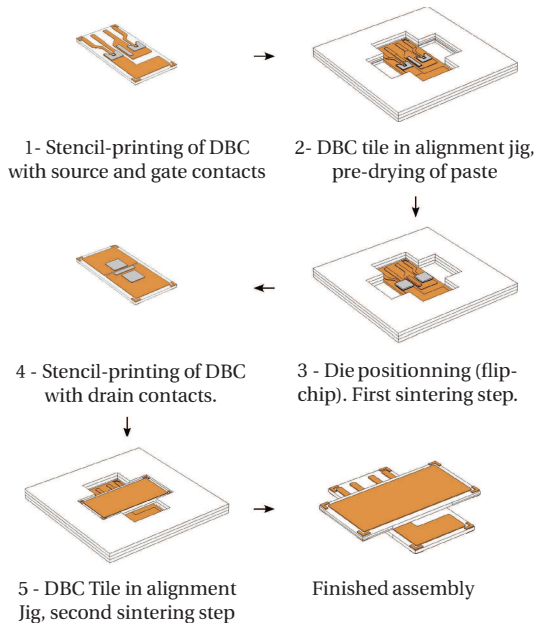 1- Stencil-printing of DBC
with source and gate contacts
2- DBC tile in alignment jig,
pre-drying of paste
4 - Stencil-printing of DBC
with drain contacts.
3 - Die positionning (flip-
chip). First sintering step.
5 - DBC Tile in alignment
Jig, second sintering step
Finished assembly